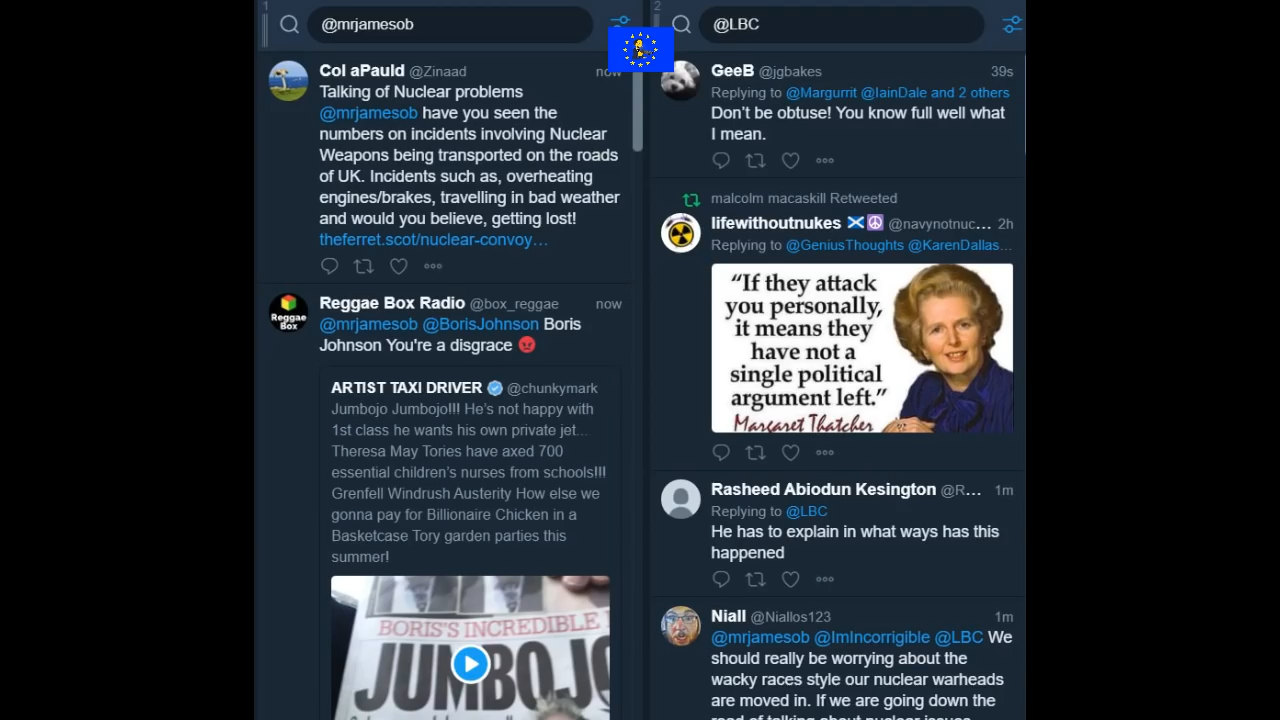 1
@mrjamesob
Col aPauld @Zinaad now
Talking of Nuclear problems
@mrjamesob have you seen the
numbers on incidents involving Nuclear
Weapons being transported on the roads
of UK. Incidents such as, overheating
engines/brakes, travelling in bad weather
and would you believe, getting lost!
theferret.scot/nuclear-convoy…
Reggae Box Radio @box_reggae now
Reggae
Box
@mrjamesob @BorisJohnson Boris
Johnson You're a disgrace 😡
ARTIST TAXI DRIVER @chunkymark
Jumbojo Jumbojo!!! He's not happy with
1st class he wants his own private jet...
Theresa May Tories have axed 700
essential children's nurses from schools!!!
Grenfell Windrush Austerity How else we
gonna pay for Billionaire Chicken in a
Basketcase Tory garden parties this
summer!
BORIS'S INCREDIBLE
JUMBOJO
2
@LBC
GeeB @jgbakes 39s
Replying to @Margurrit @IainDale and 2 others
Don't be obtuse! You know full well what
I mean.
malcolm macaskill Retweeted
lifewithoutnukes @navynotnuc... 2h
Replying to @GeniusThoughts @KarenDallas...
“If they attack
you personally,
it means they
have not a
single political
argument left.”
Margaret Thatcher
Rasheed Abiodun Kesington @R... 1m
Replying to @LBC
He has to explain in what ways has this
happened
Niall @Niallos123 1m
@mrjamesob @ImIncorrigible @LBC We
should really be worrying about the
wacky races style our nuclear warheads
are moved in. If we are going down the
road of talking about nuclear issues